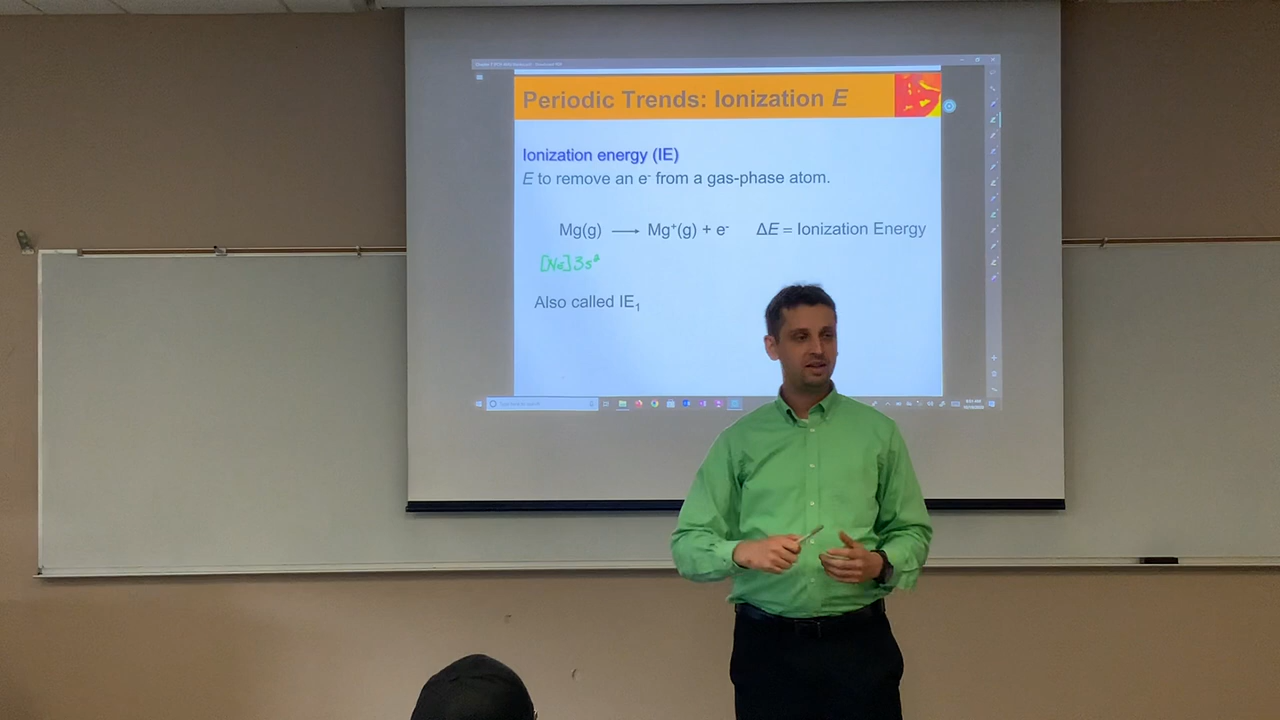 Periodic Trends: Ionization E
Ionization energy (IE)
E to remove an e⁻ from a gas-phase atom.
Mg(g) ⟶ Mg⁺(g) + e⁻ ΔE = Ionization Energy
[Ne]3s²
Also called IE₁